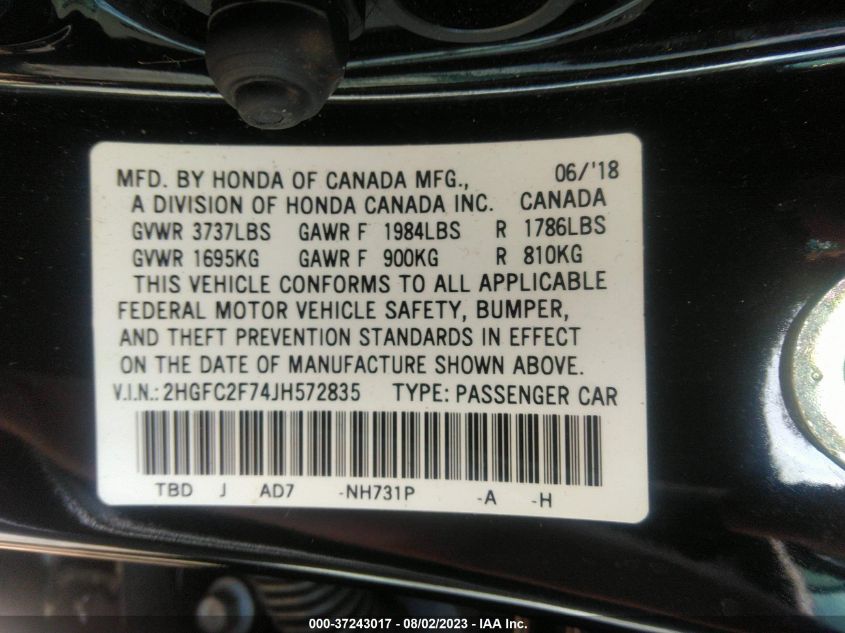 MFD. BY HONDA OF CANADA MFG., 06/'18
A DIVISION OF HONDA CANADA INC. CANADA
GVWR 3737LBS GAWR F 1984LBS R 1786LBS
GVWR 1695KG GAWR F 900KG R 810KG
THIS VEHICLE CONFORMS TO ALL APPLICABLE
FEDERAL MOTOR VEHICLE SAFETY, BUMPER,
AND THEFT PREVENTION STANDARDS IN EFFECT
ON THE DATE OF MANUFACTURE SHOWN ABOVE.
V.I.N.: 2HGFC2F74JH572835 TYPE: PASSENGER CAR
TBD J AD7 -NH731P -A -H
000-37243017 - 08/02/2023 - IAA Inc.